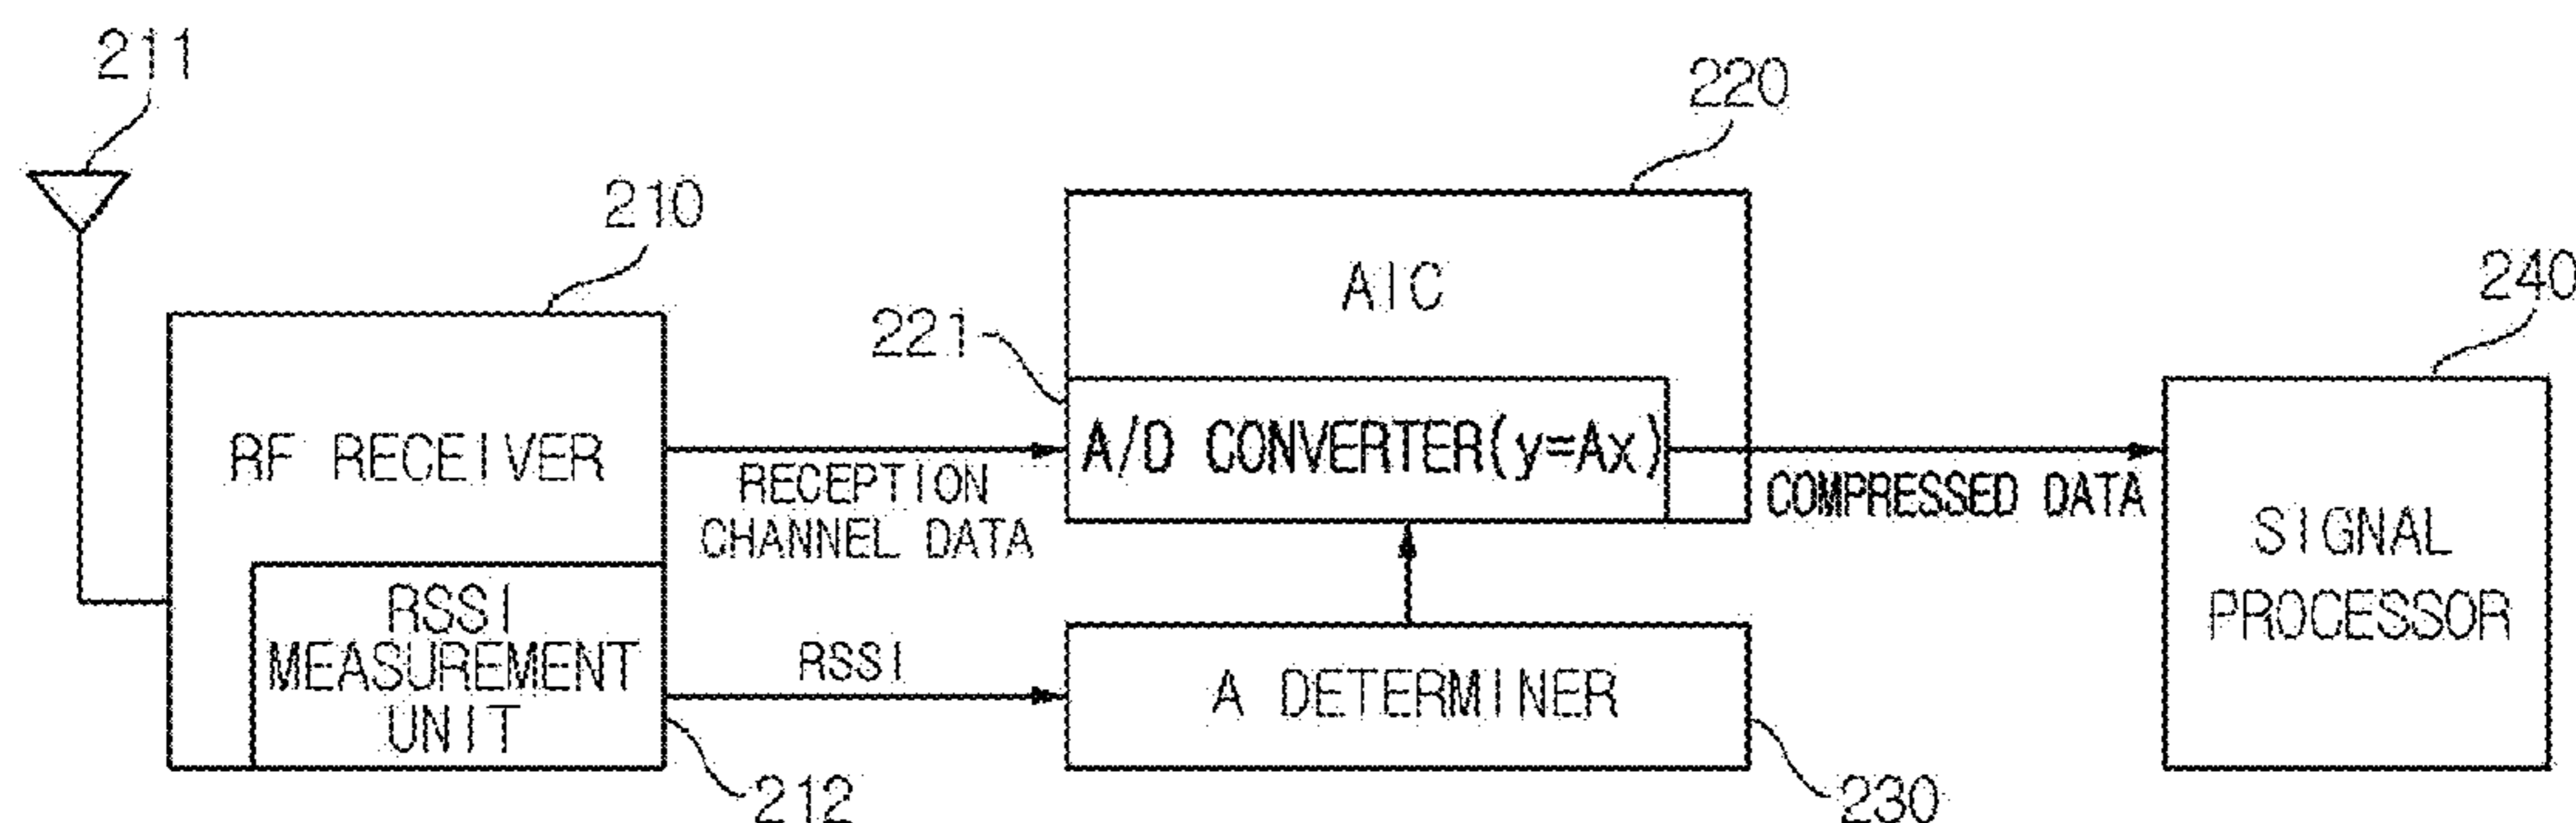 211
220
210
240
AIC
221
RF RECEIVER
A/D CONVERTER(y=Ax)
RECEPTION
CHANNEL DATA
COMPRESSED DATA
SIGNAL
PROCESSOR
RSSI
MEASUREMENT
UNIT
RSSI
A DETERMINER
212
230